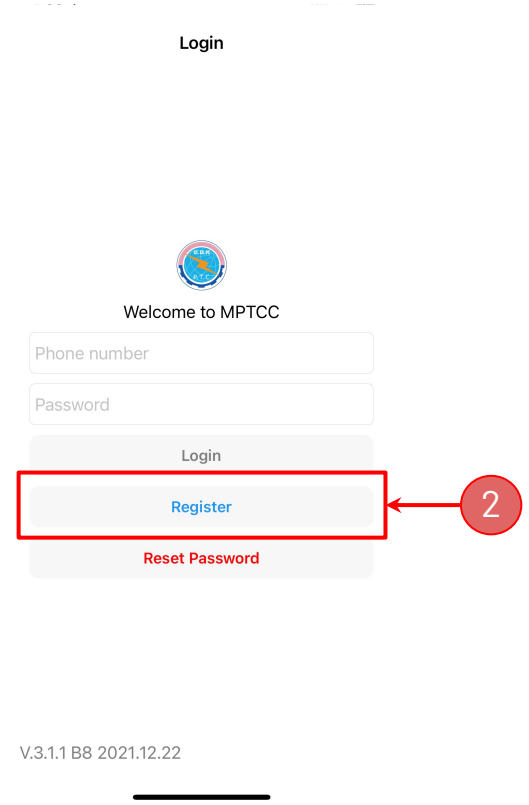 Login
Welcome to MPTCC
Phone number
Password
Login
Register
2
Reset Password
V.3.1.1 B8 2021.12.22